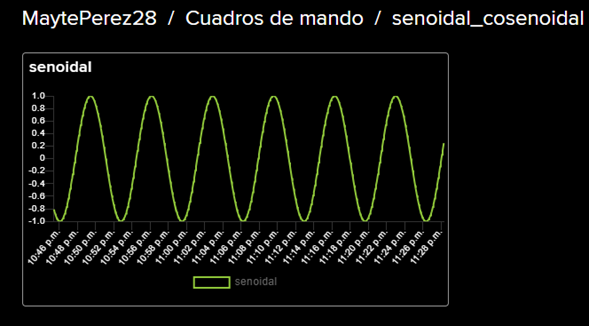 MaytePerez28 / Cuadros de mando / senoidal_cosenoidal
senoidal
1.0
0.8
0.6
0.4
0.2
0
-0.2
-0.4
-0.6
-0.8
-1.0
10:46 p.m.
10:48 p.m.
10:50 p.m.
10:52 p.m.
10:54 p.m.
10:56 p.m.
10:58 p.m.
11:00 p.m.
11:02 p.m.
11:04 p.m.
11:06 p.m.
11:08 p.m.
11:10 p.m.
11:12 p.m.
11:14 p.m.
11:16 p.m.
11:18 p.m.
11:20 p.m.
11:22 p.m.
11:24 p.m.
11:26 p.m.
11:28 p.m.
senoidal